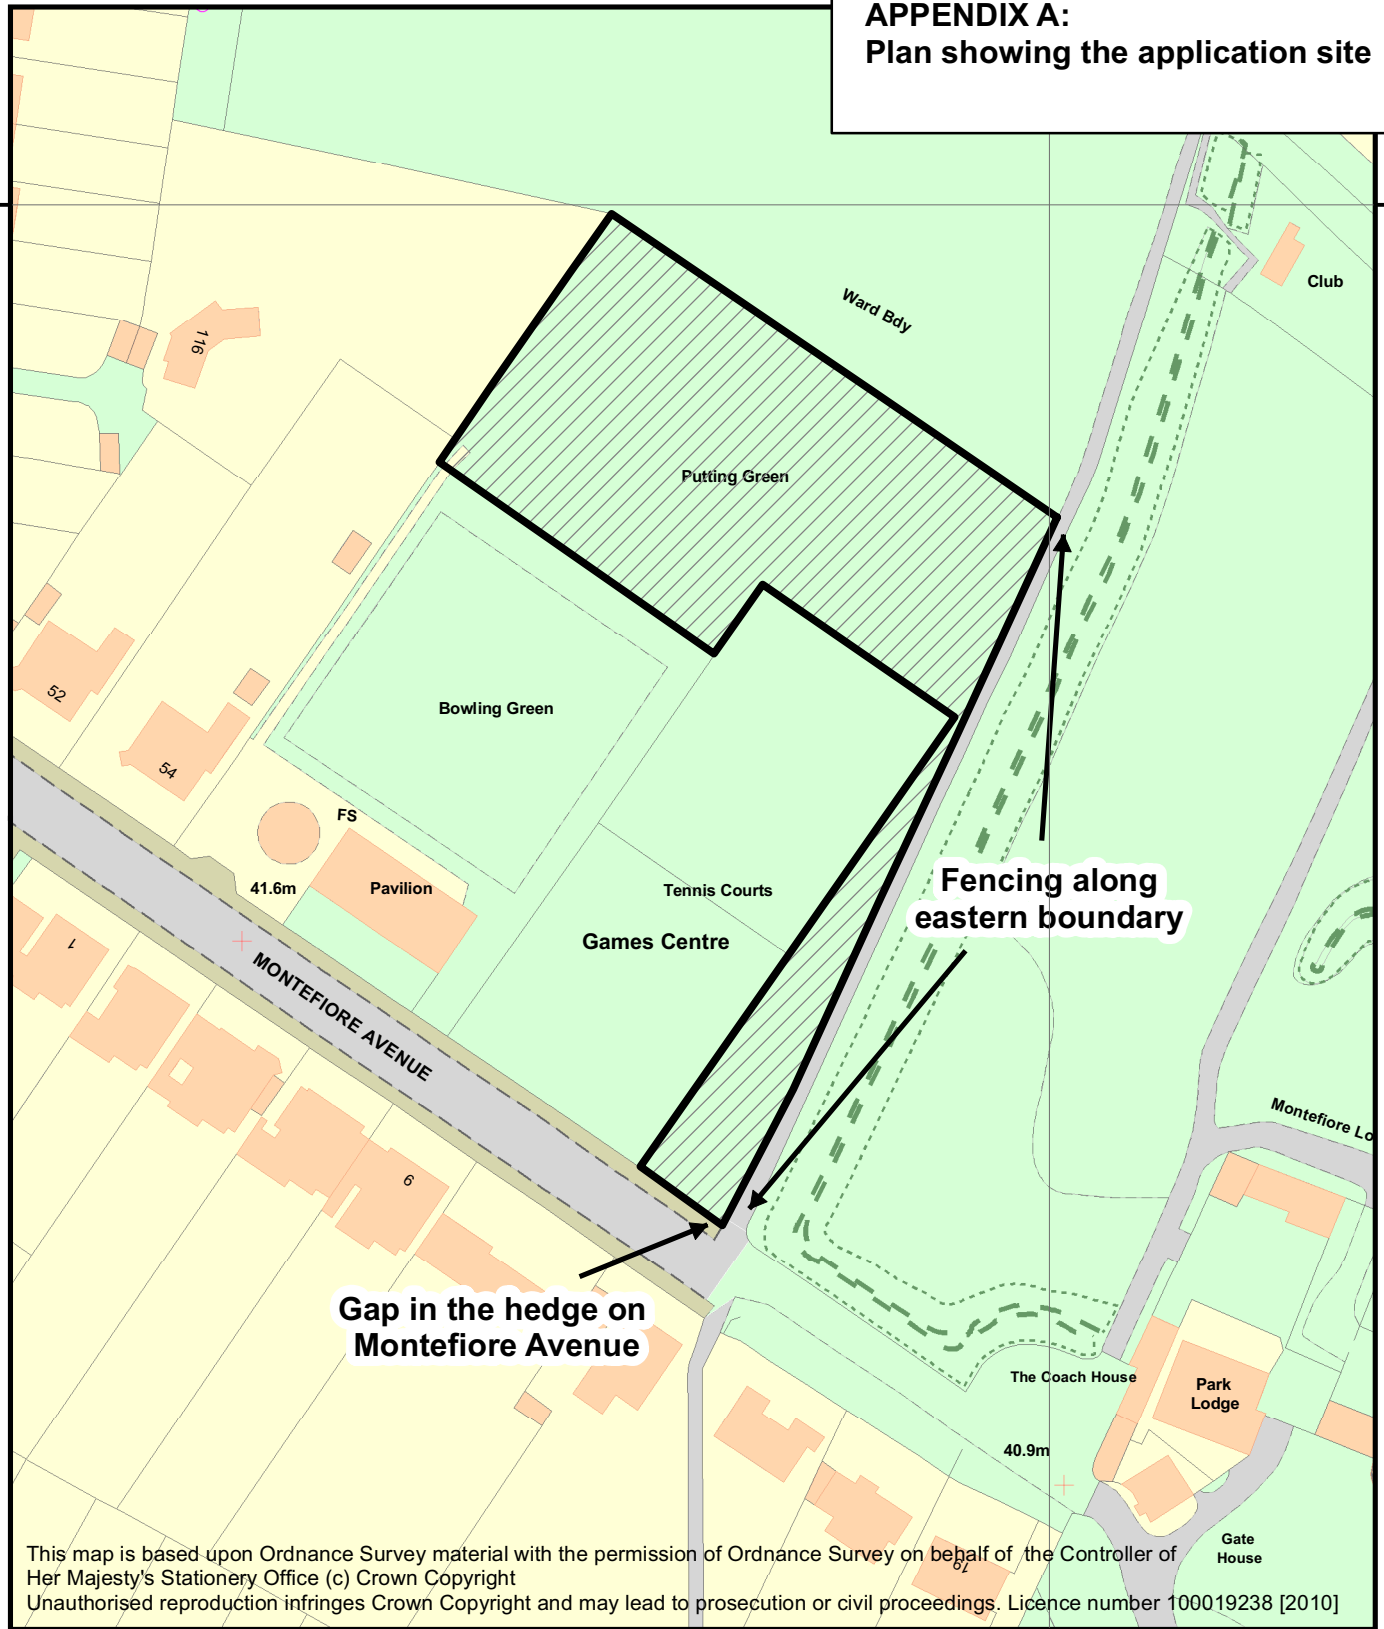 APPENDIX A:
Plan showing the application site
Club
Ward Bdy
116
Putting Green
52
Bowling Green
54
FS
41.6m
Pavilion
Tennis Courts
Games Centre
Fencing along
eastern boundary
1
MONTEFIORE AVENUE
Montefiore Lo
6
Gap in the hedge on
Montefiore Avenue
The Coach House
Park
Lodge
40.9m
Gate
House
19
This map is based upon Ordnance Survey material with the permission of Ordnance Survey on behalf of the Controller of
Her Majesty's Stationery Office (c) Crown Copyright
Unauthorised reproduction infringes Crown Copyright and may lead to prosecution or civil proceedings. Licence number 100019238 [2010]